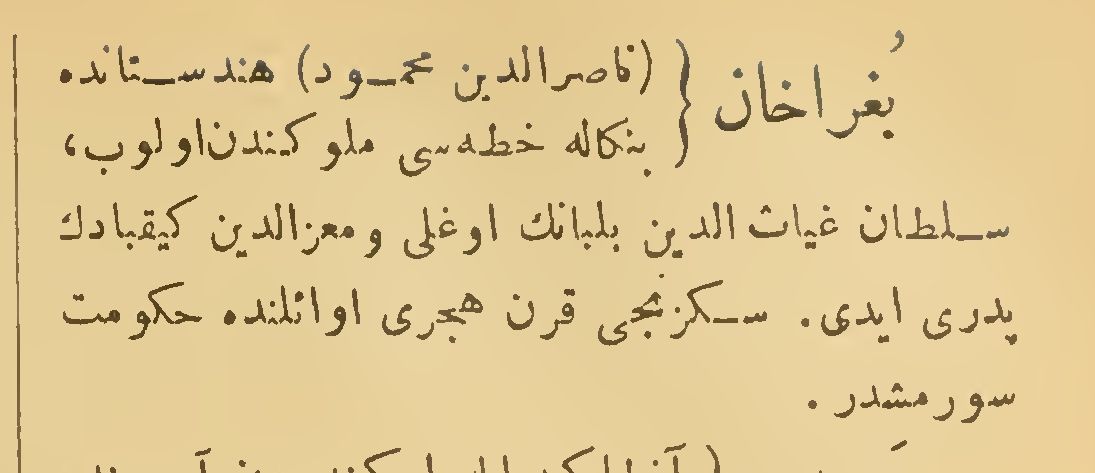 بُغراخان { (ناصرالدین محمود) هندستانده
بنكاله خطه‌سی ملوكندن اولوب،
سلطان غیاث الدین بلبانك اوغلی و معزالدین كیقبادك
پدری ایدی. سكزنجی قرن هجری اوائلنده حكومت
سورمشدر.